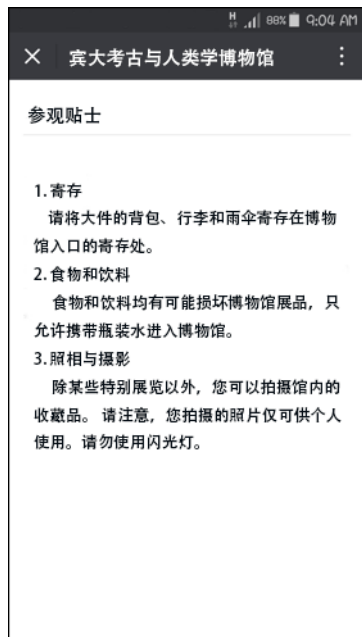 H 88% 9:04 AM
× 宾大考古与人类学博物馆
参观贴士
1.寄存
请将大件的背包、行李和雨伞寄存在博物
馆入口的寄存处。
2.食物和饮料
食物和饮料均有可能损坏博物馆展品，只
允许携带瓶装水进入博物馆。
3.照相与摄影
除某些特别展览以外，您可以拍摄馆内的
收藏品。 请注意，您拍摄的照片仅可供个人
使用。请勿使用闪光灯。